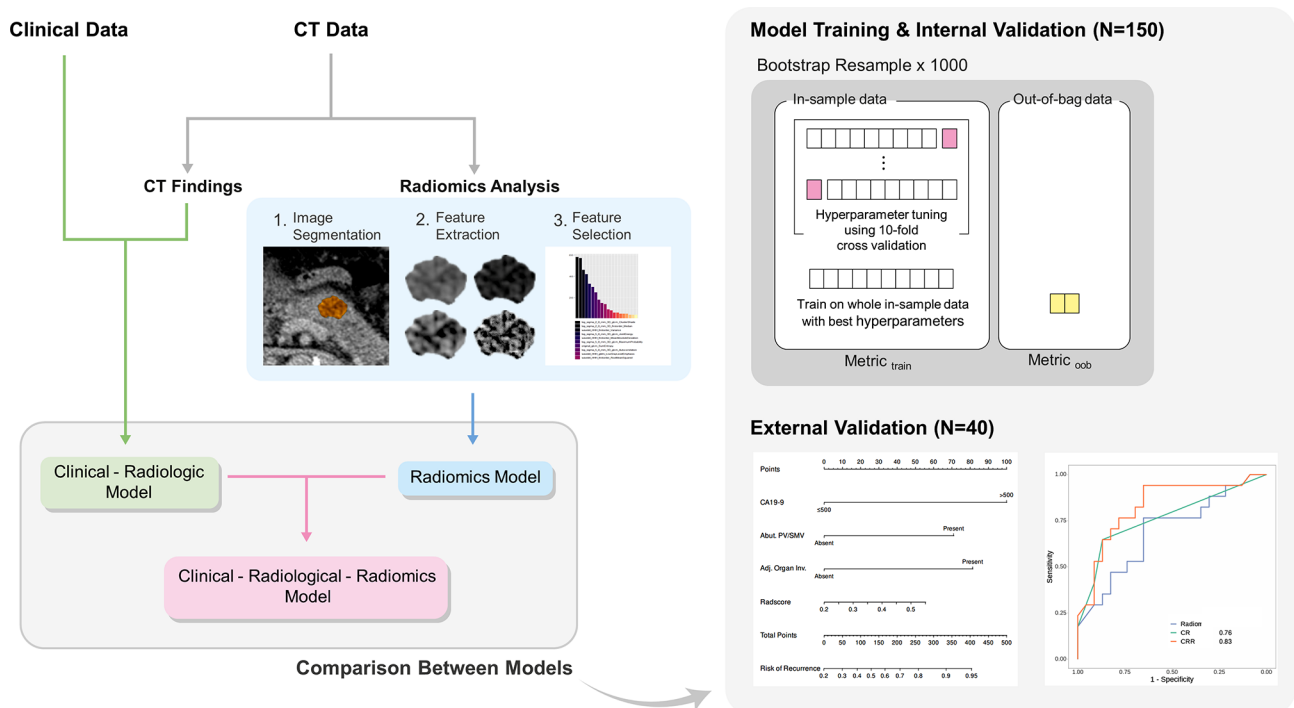 Clinical Data
CT Data
CT Findings
Radiomics Analysis
1. Image
Segmentation
2. Feature
Extraction
3. Feature
Selection
Clinical - Radiologic
Model
Radiomics Model
Clinical - Radiological - Radiomics
Model
Comparison Between Models
Model Training & Internal Validation (N=150)
Bootstrap Resample x 1000
In-sample data
Out-of-bag data
Hyperparameter tuning
using 10-fold
cross validation
Train on whole in-sample data
with best hyperparameters
Metric train
Metric oob
External Validation (N=40)
Points
0 10 20 30 40 50 60 70 80 90 100
CA19-9
≤500
>500
Abut. PV/SMV
Absent
Present
Adj. Organ Inv.
Absent
Present
Radscore
0.2 0.3 0.4 0.5
Total Points
0 50 100 150 200 250 300 350 400 450 500
Risk of Recurrence
0.2 0.3 0.4 0.5 0.6 0.7 0.8 0.9 0.95
Sensitivity
1.00
0.75
0.50
0.25
0.00
Radiom
CR 0.76
CRR 0.83
1.00 0.75 0.50 0.25 0.00
1 - Specificity